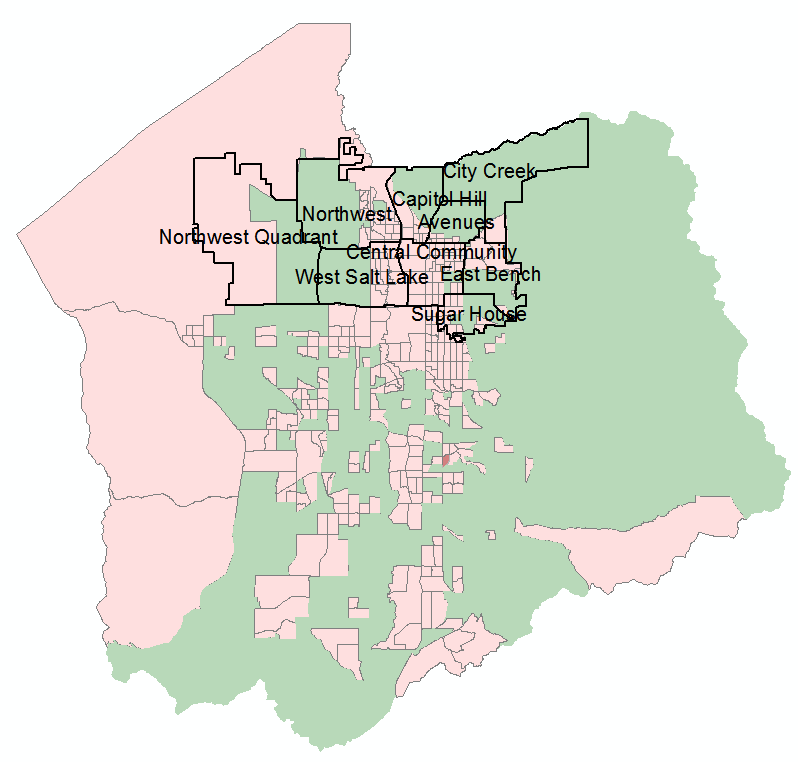 City Creek
Capitol Hill
Northwest
Avenues
Northwest Quadrant
Central Community
West Salt Lake
East Bench
Sugar House